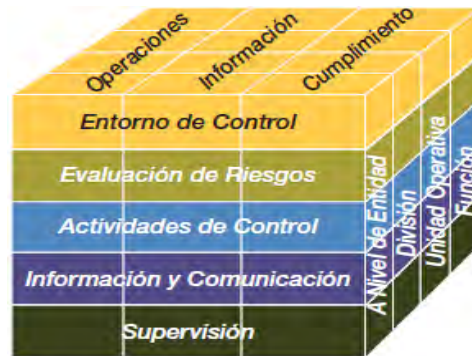 Operaciones
Información
Cumplimiento
Entorno de Control
Evaluación de Riesgos
Actividades de Control
Información y Comunicación
Supervisión
A Nivel de Entidad
División
Unidad Operativa
Función